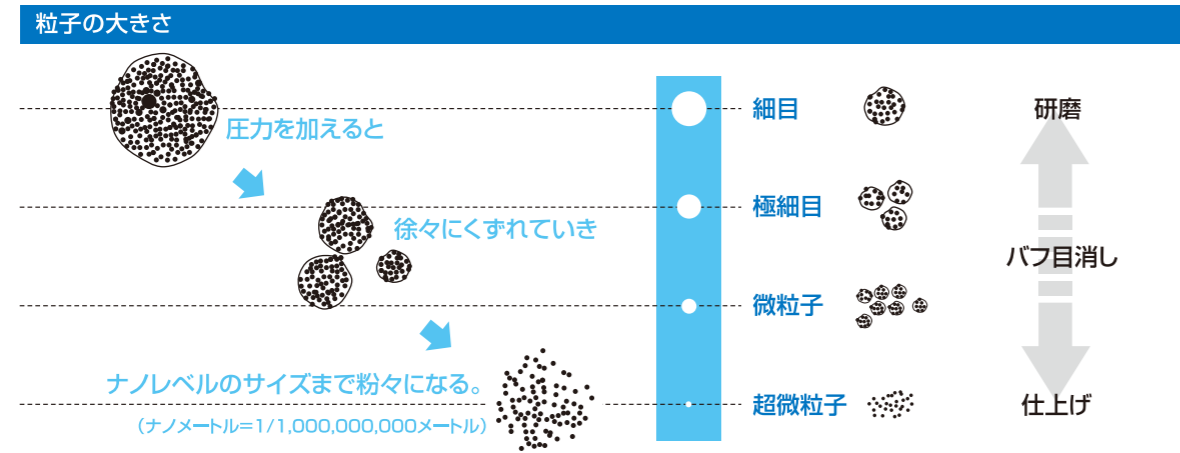 粒子の大きさ
圧力を加えると
細目
研磨
極細目
徐々にくずれていき
バフ目消し
微粒子
ナノレベルのサイズまで粉々になる。
(ナノメートル=1/1,000,000,000メートル)
超微粒子
仕上げ